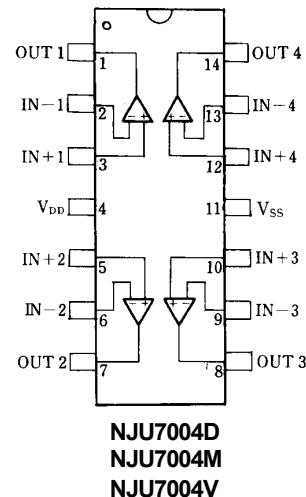 OUT 1 1 14 OUT 4
IN−1 2 − + + − 13 IN−4
IN+1 3 12 IN+4
VDD 4 11 VSS
IN+2 5 10 IN+3
IN−2 6 − + + − 9 IN−3
OUT 2 7 8 OUT 3
NJU7004D
NJU7004M
NJU7004V